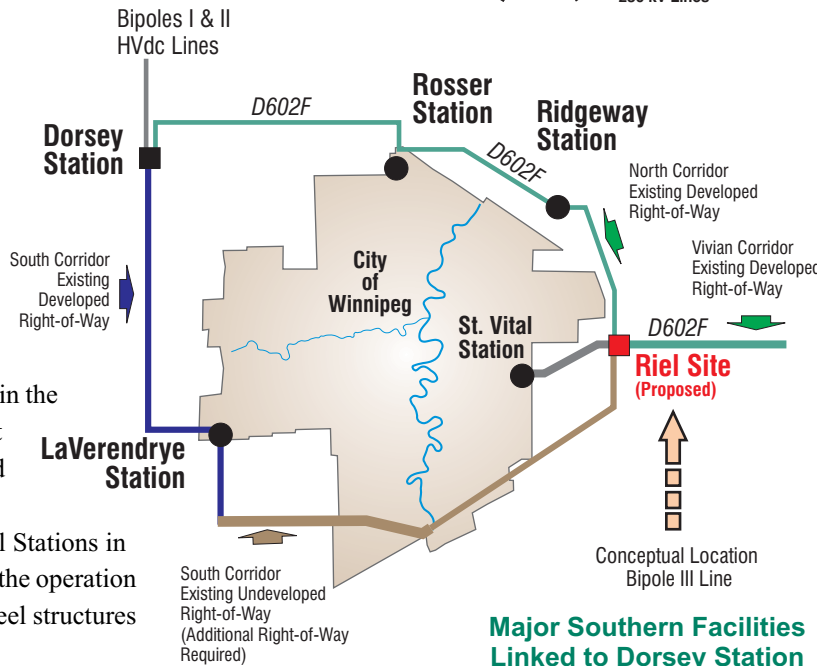 230 kV Lines
Bipoles I & II
HVdc Lines
D602F
Rosser
Station
Ridgeway
Station
Dorsey
Station
D602F
North Corridor
Existing Developed
Right-of-Way
South Corridor
Existing
Developed
Right-of-Way
City
of
Winnipeg
Vivian Corridor
Existing Developed
Right-of-Way
St. Vital
Station
D602F
Riel Site
(Proposed)
in the
LaVerendrye
Station
l Stations in
the operation
eel structures
South Corridor
Existing Undeveloped
Right-of-Way
(Additional Right-of-Way
Required)
Conceptual Location
Bipole III Line
Major Southern Facilities
Linked to Dorsey Station